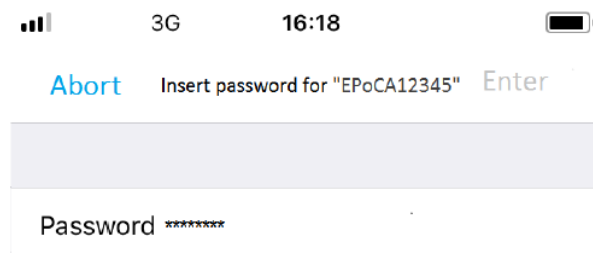 3G 16:18
Abort Insert password for "EPoCA12345" Enter
Password ********